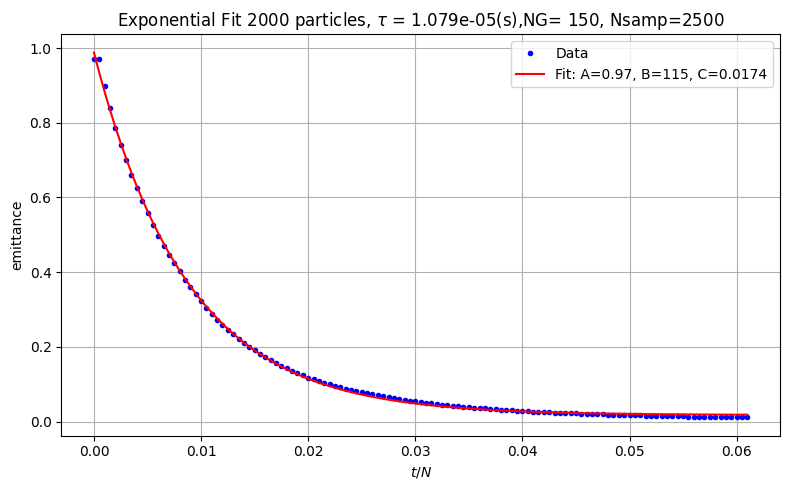 Exponential Fit 2000 particles, τ = 1.079e-05(s),NG= 150, Nsamp=2500
Data
Fit: A=0.97, B=115, C=0.0174
1.0
0.8
0.6
0.4
0.2
0.0
emittance
0.00 0.01 0.02 0.03 0.04 0.05 0.06
t/N